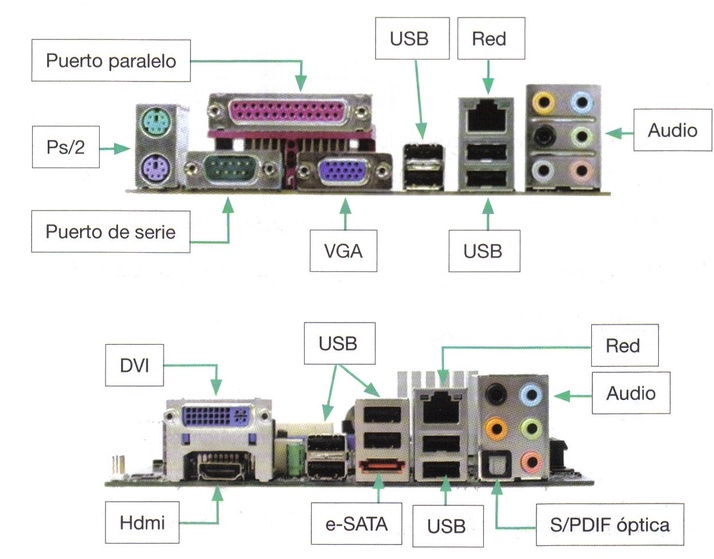 USB
Red
Puerto paralelo
Audio
Ps/2
Puerto de serie
VGA
USB
USB
Red
DVI
Audio
Hdmi
e-SATA
USB
S/PDIF óptica